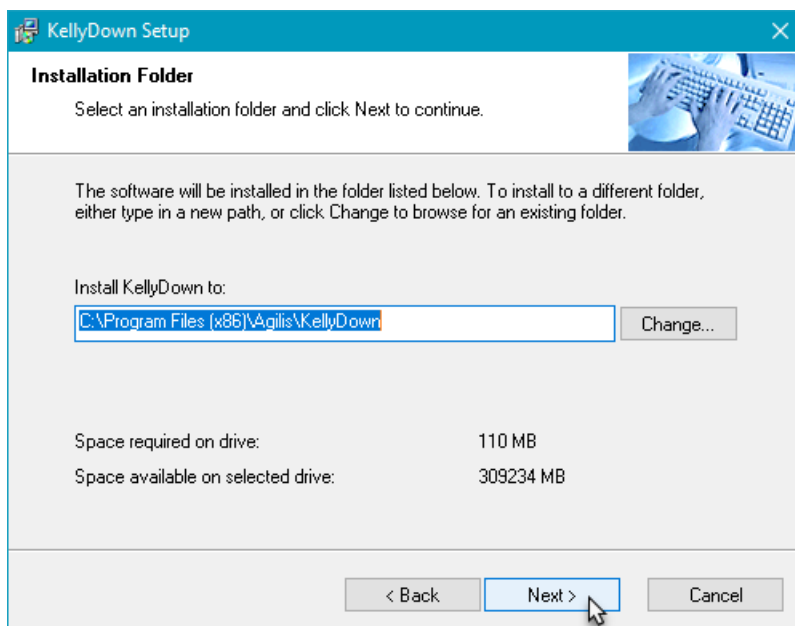 KellyDown Setup
Installation Folder
Select an installation folder and click Next to continue.
The software will be installed in the folder listed below. To install to a different folder,
either type in a new path, or click Change to browse for an existing folder.
Install KellyDown to:
C:\Program Files (x86)\Agilis\KellyDown
Change...
Space required on drive: 110 MB
Space available on selected drive: 309234 MB
< Back Next > Cancel